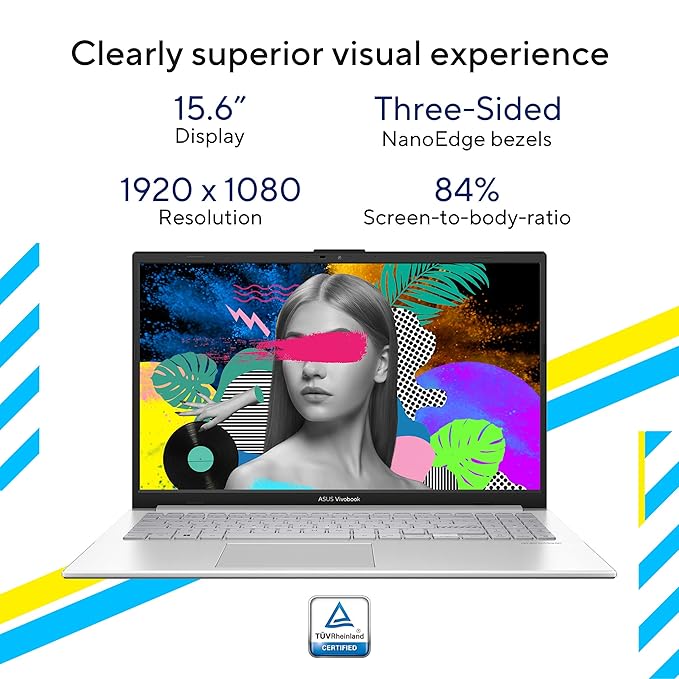 Clearly superior visual experience
15.6”
Display
Three-Sided
NanoEdge bezels
1920 x 1080
Resolution
84%
Screen-to-body-ratio
ASUS Vivobook
TÜVRheinland
CERTIFIED